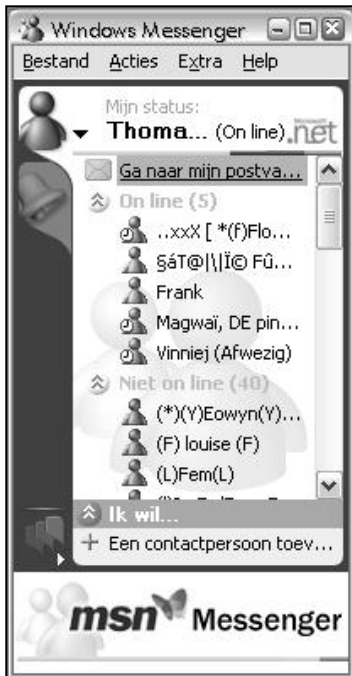 Windows Messenger
Bestand Acties Extra Help
Mijn status:
Thoma... (On line)
Microsoft
.net
Ga naar mijn postva...
On line (5)
..xxX [ *(f)Flo...
§áT@|\|Ï© Fû...
Frank
Magwaï, DE pin...
Vinniej (Afwezig)
Niet on line (40)
(*)(Y)Eowyn(Y)...
(F) louise (F)
(L)Fem(L)
Ik wil...
+ Een contactpersoon toev...
msn Messenger